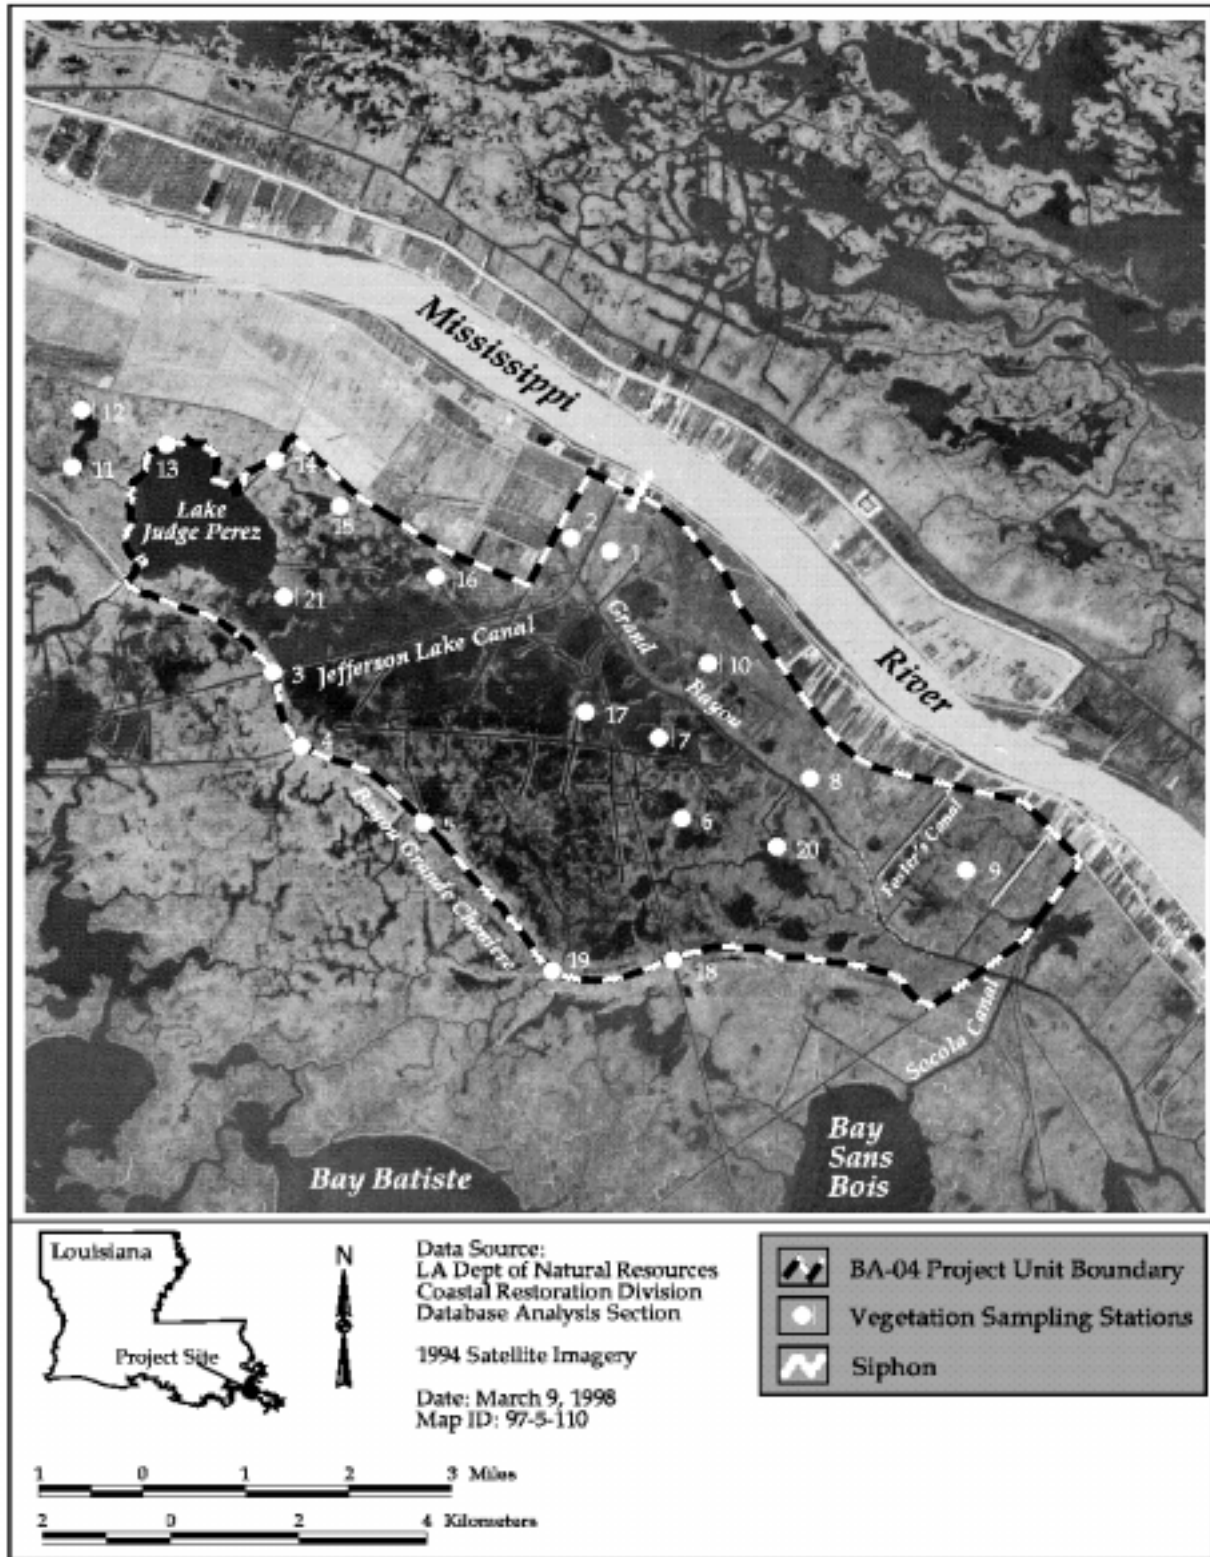 Mississippi
River
12
11
13
14
Lake
Judge Perez
15
2
1
16
21
Grand
Jefferson Lake Canal
10
3
Bayou
17
7
4
8
5
6
20
Canal
9
Bayou Grande Cheniere
19
18
Socola Canal
Bay
Sans
Bois
Bay Batiste
Louisiana
Project Site
N
Data Source:
LA Dept of Natural Resources
Coastal Restoration Division
Database Analysis Section
1994 Satellite Imagery
Date: March 9, 1998
Map ID: 97-5-110
BA-04 Project Unit Boundary
Vegetation Sampling Stations
Siphon
1 0 1 2 3 Miles
2 0 2 4 Kilometers